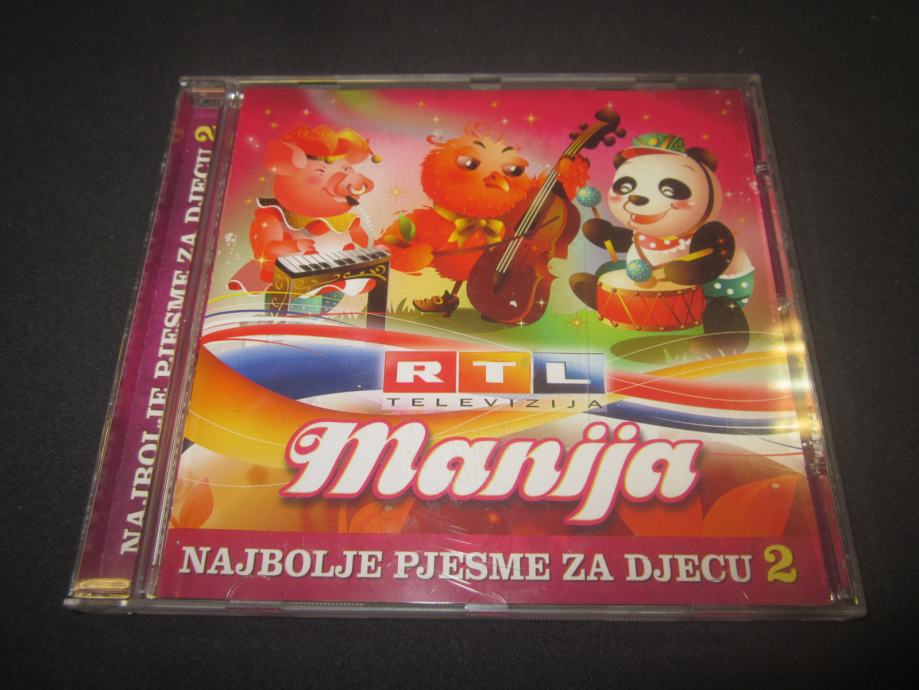 NAJBOLJE PJESME ZA DJECU 2
RTL
TELEVIZIJA
Manija
NAJBOLJE PJESME ZA DJECU 2